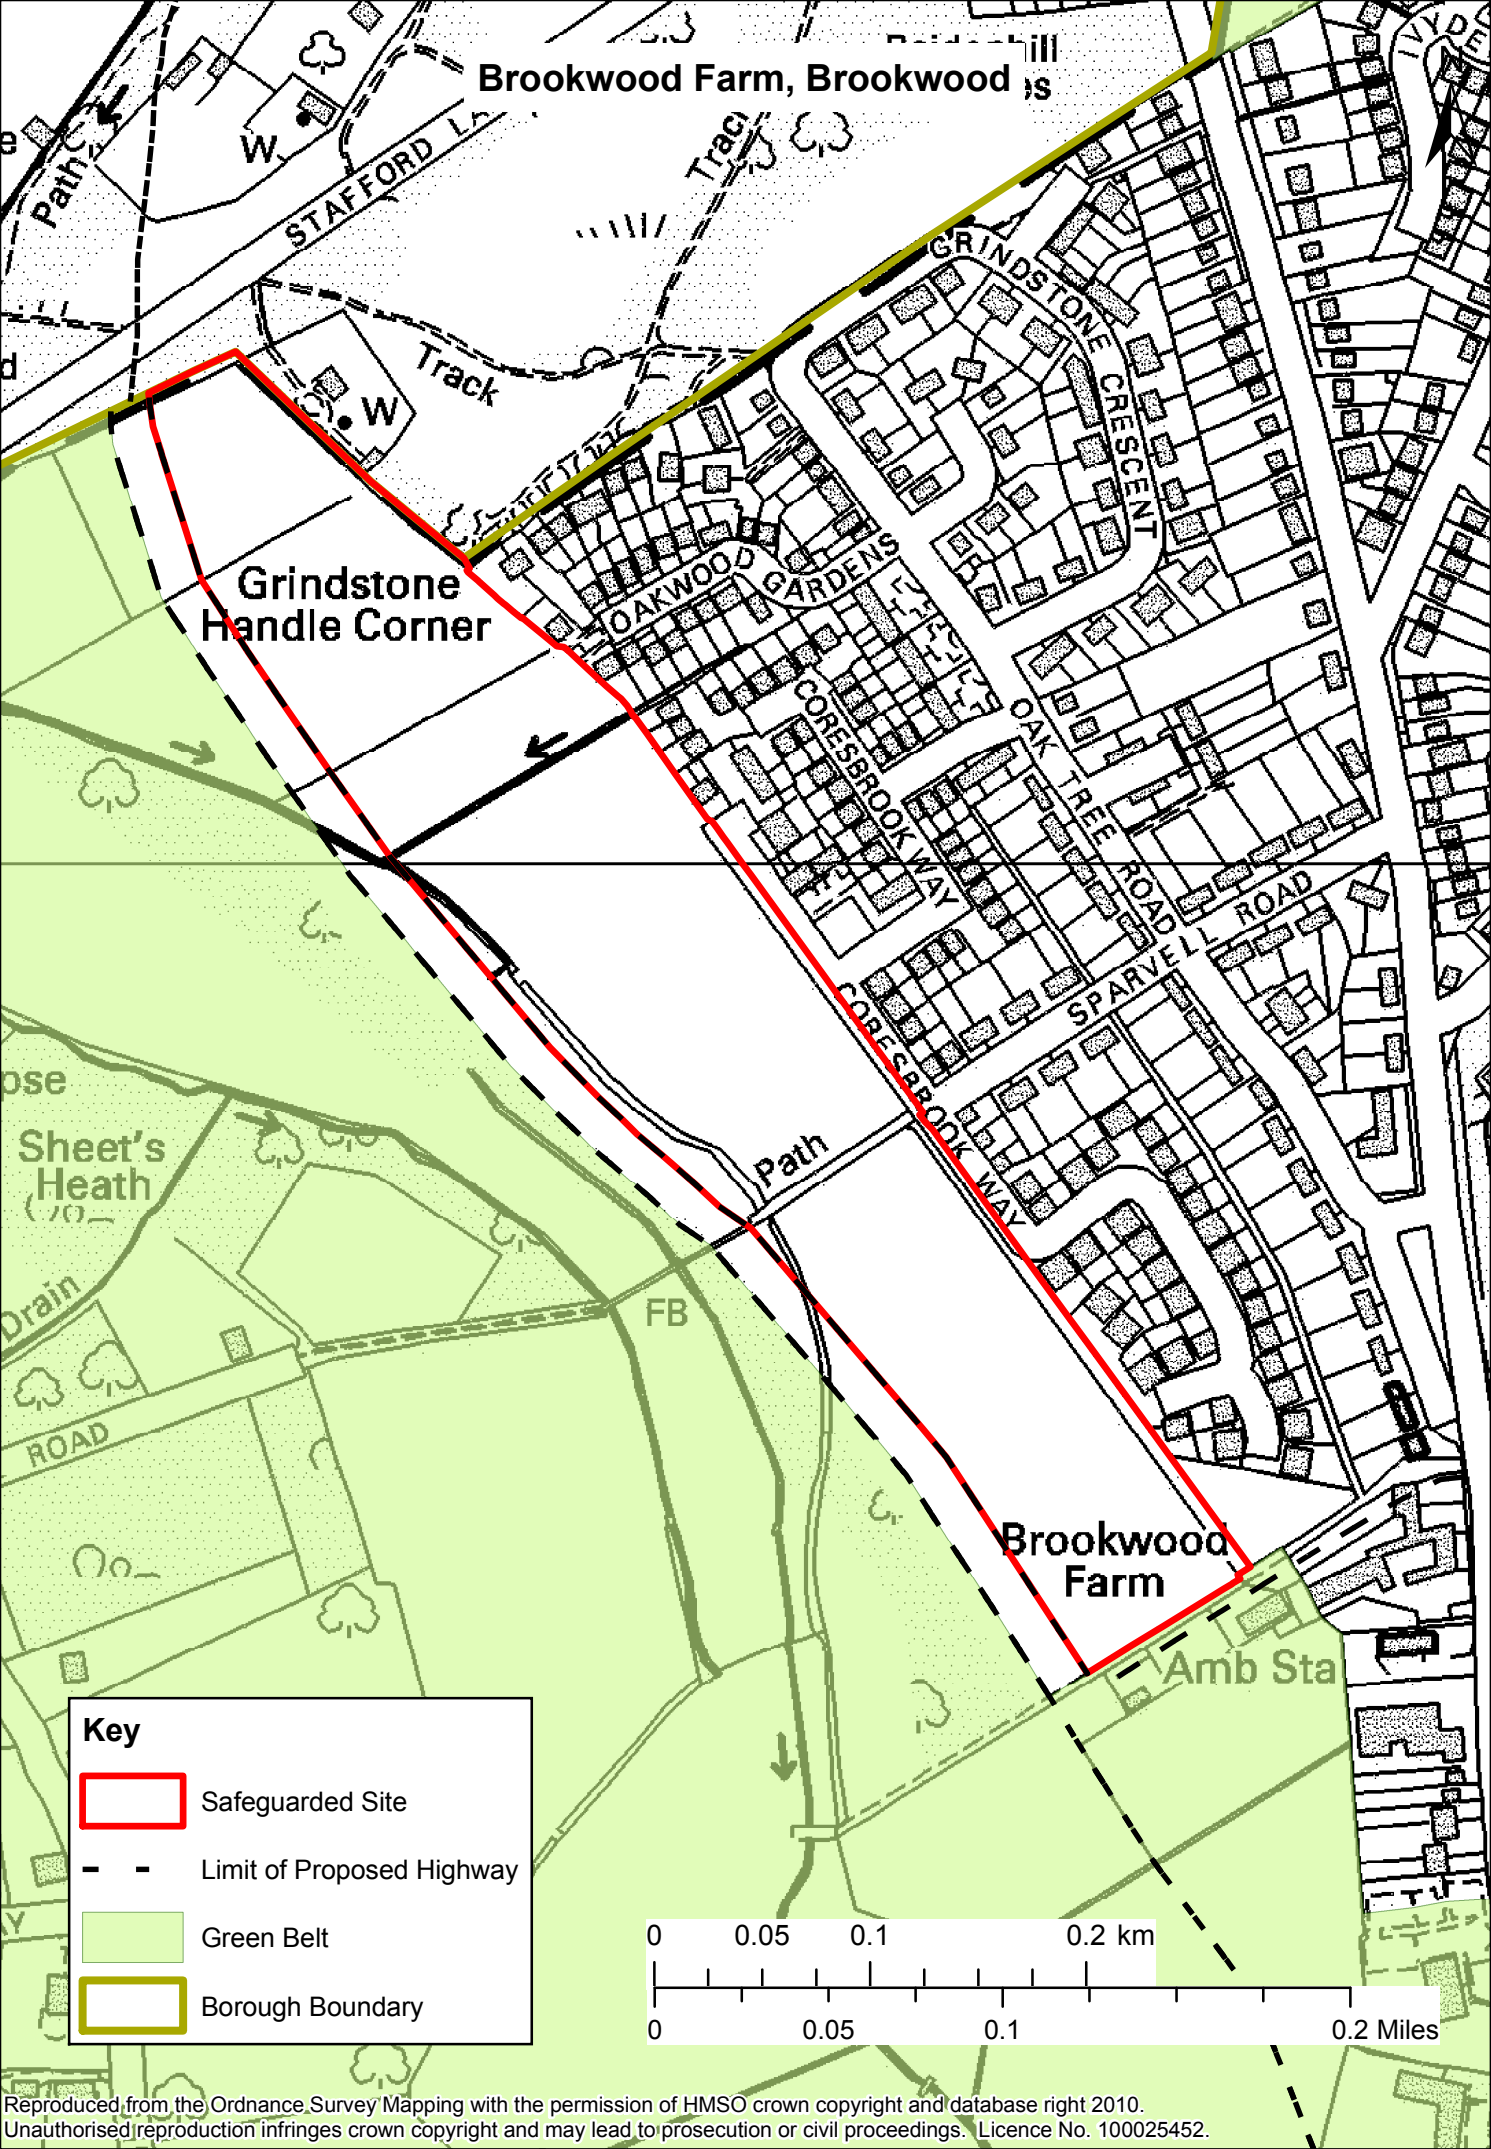 Brookwood Farm, Brookwood
Path
W
STAFFORD
Track
IVYDE
GRINDSTONE CRESCENT
Track
W
Grindstone
Handle Corner
OAKWOOD GARDENS
CORESBROOK WAY
OAK TREE ROAD
SPARVELL ROAD
CORESBROOK WAY
Path
Sheet's
Heath
Drain
FB
ROAD
Brookwood
Farm
Amb Sta
Key
Safeguarded Site
Limit of Proposed Highway
Green Belt
Borough Boundary
0 0.05 0.1 0.2 km
0 0.05 0.1 0.2 Miles
Reproduced from the Ordnance Survey Mapping with the permission of HMSO crown copyright and database right 2010.
Unauthorised reproduction infringes crown copyright and may lead to prosecution or civil proceedings. Licence No. 100025452.